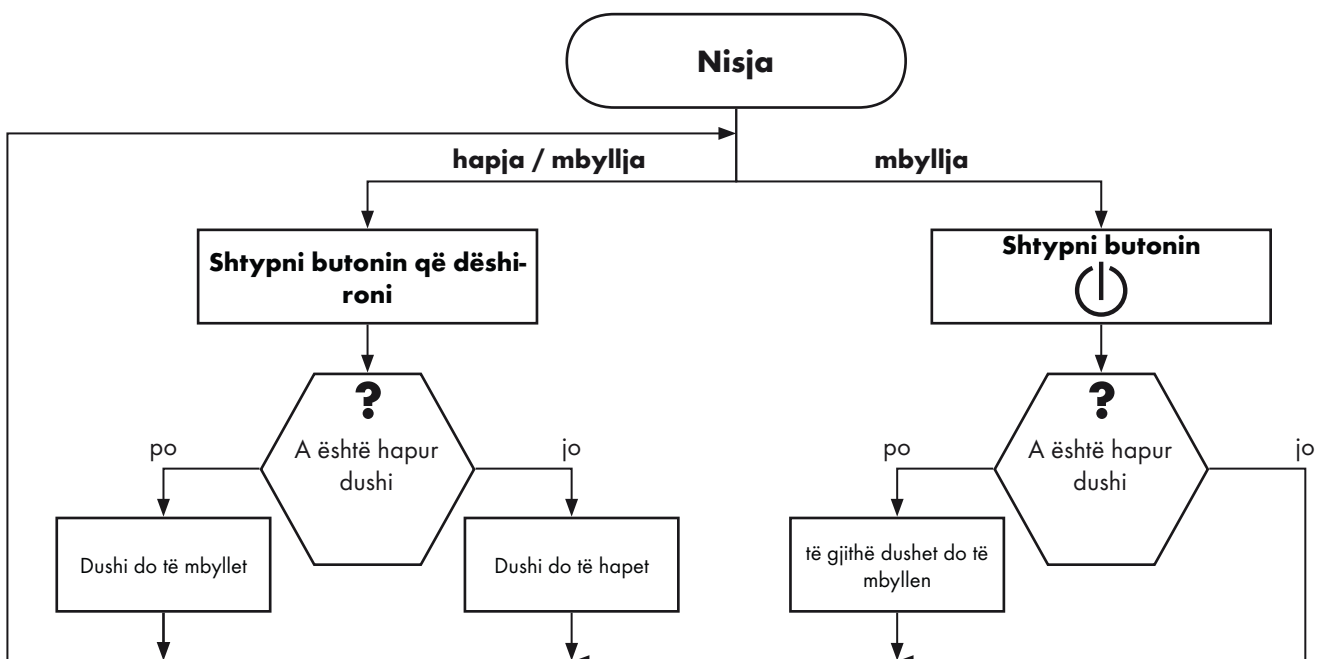 Nisja
hapja / mbyllja
mbyllja
Shtypni butonin që dëshi-
roni
Shtypni butonin
?
A është hapur
dushi
po
jo
Dushi do të mbyllet
Dushi do të hapet
?
A është hapur
dushi
po
jo
të gjithë dushet do të
mbyllen